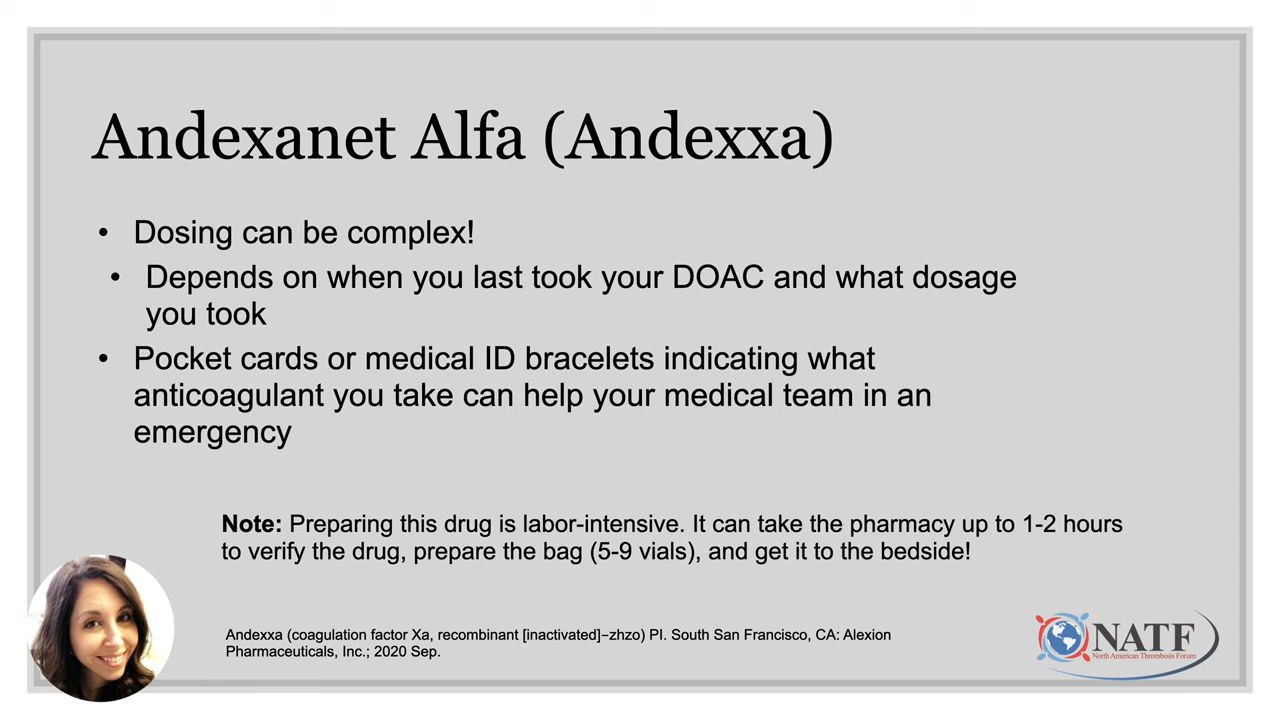 Andexanet Alfa (Andexxa)
• Dosing can be complex!
• Depends on when you last took your DOAC and what dosage
you took
• Pocket cards or medical ID bracelets indicating what
anticoagulant you take can help your medical team in an
emergency
Note: Preparing this drug is labor-intensive. It can take the pharmacy up to 1-2 hours
to verify the drug, prepare the bag (5-9 vials), and get it to the bedside!
Andexxa (coagulation factor Xa, recombinant [inactivated]−zhzo) PI. South San Francisco, CA: Alexion
Pharmaceuticals, Inc.; 2020 Sep.
NATF
North American Thrombosis Forum